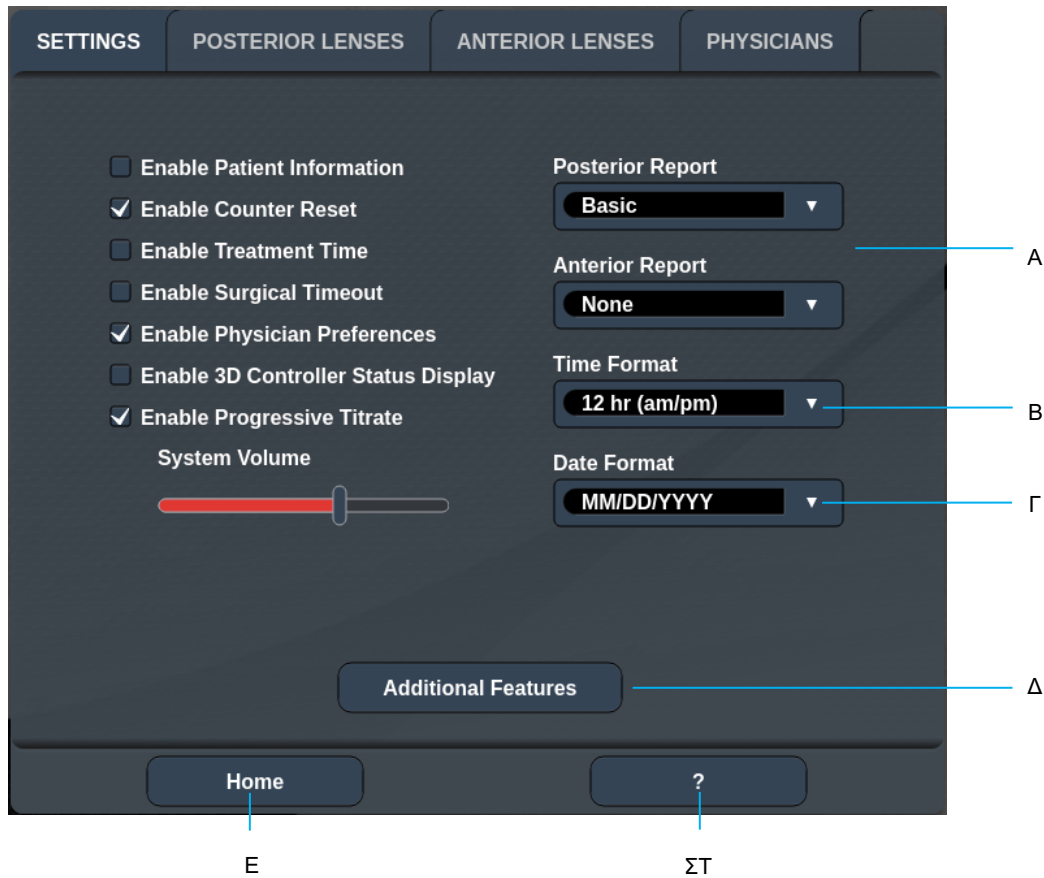 SETTINGS POSTERIOR LENSES ANTERIOR LENSES PHYSICIANS
Enable Patient Information
Enable Counter Reset
Enable Treatment Time
Enable Surgical Timeout
Enable Physician Preferences
Enable 3D Controller Status Display
Enable Progressive Titrate
System Volume
Posterior Report
Basic
Anterior Report
None
Time Format
12 hr (am/pm)
Date Format
MM/DD/YYYY
Α
Β
Γ
Additional Features
Δ
Home
?
Ε
ΣΤ